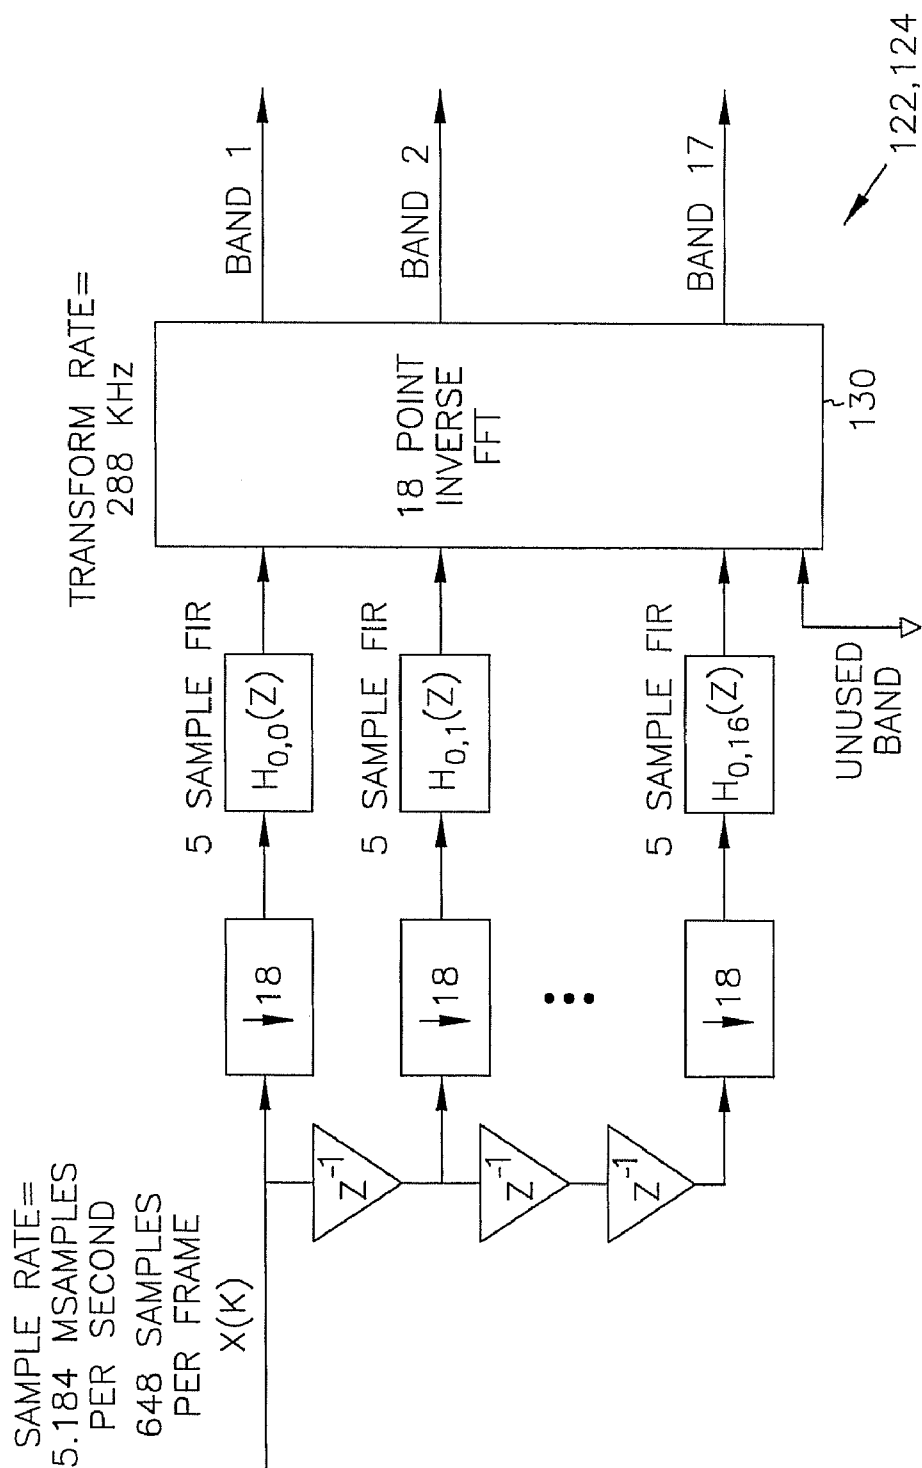 SAMPLE RATE=
5.184 MSAMPLES
PER SECOND
648 SAMPLES
PER FRAME
X(K)
Z-1
Z-1
Z-1
↓18
↓18
•••
↓18
5 SAMPLE FIR
H0,0(Z)
5 SAMPLE FIR
H0,1(Z)
5 SAMPLE FIR
H0,16(Z)
UNUSED
BAND
TRANSFORM RATE=
288 KHz
18 POINT
INVERSE
FFT
130
BAND 1
BAND 2
BAND 17
122,124